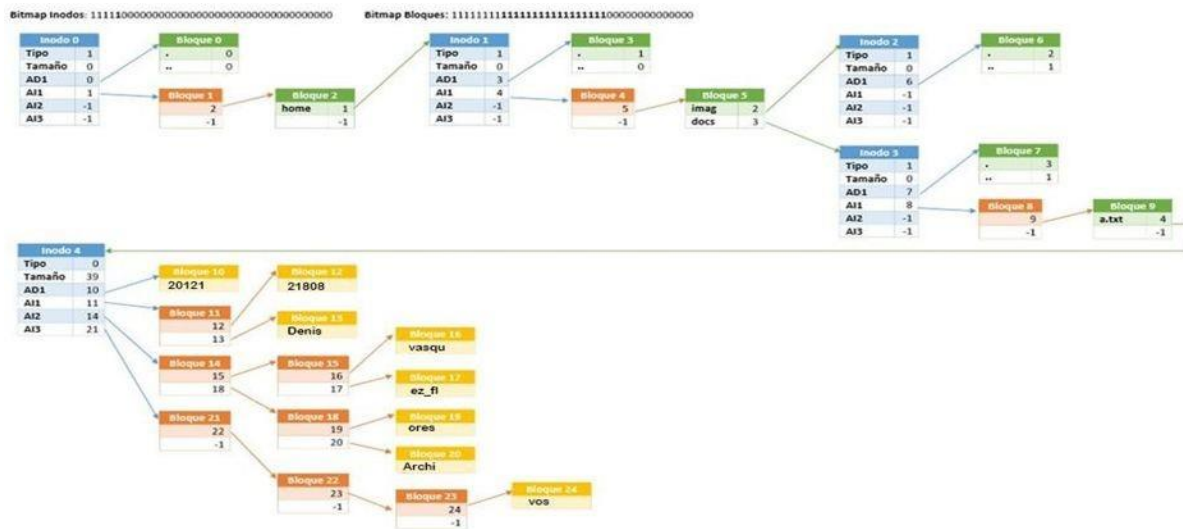 Bitmap Inodos: 1111100000000000000000000000000000000000
Bitmap Bloques: 1111111111111111111111111000000000000000
Inodo 0
Tipo 1
Tamaño 0
AD1 0
AI1 1
AI2 -1
AI3 -1
Bloque 0
. 0
.. 0
Bloque 1
2
-1
Bloque 2
home 1
-1
Inodo 1
Tipo 1
Tamaño 0
AD1 3
AI1 4
AI2 -1
AI3 -1
Bloque 3
. 1
.. 0
Bloque 4
5
-1
Bloque 5
imag 2
docs 3
Inodo 2
Tipo 1
Tamaño 0
AD1 6
AI1 -1
AI2 -1
AI3 -1
Bloque 6
. 2
.. 1
Inodo 3
Tipo 1
Tamaño 0
AD1 7
AI1 8
AI2 -1
AI3 -1
Bloque 7
. 3
.. 1
Bloque 8
9
-1
Bloque 9
a.txt 4
-1
Inodo 4
Tipo 0
Tamaño 39
AD1 10
AI1 11
AI2 14
AI3 21
Bloque 10
20121
Bloque 11
12
13
Bloque 12
21808
Bloque 13
Denis
Bloque 14
15
18
Bloque 15
16
17
Bloque 16
vasqu
Bloque 17
ez_fl
Bloque 18
19
20
Bloque 19
ores
Bloque 20
Archi
Bloque 21
22
-1
Bloque 22
23
-1
Bloque 23
24
-1
Bloque 24
vos